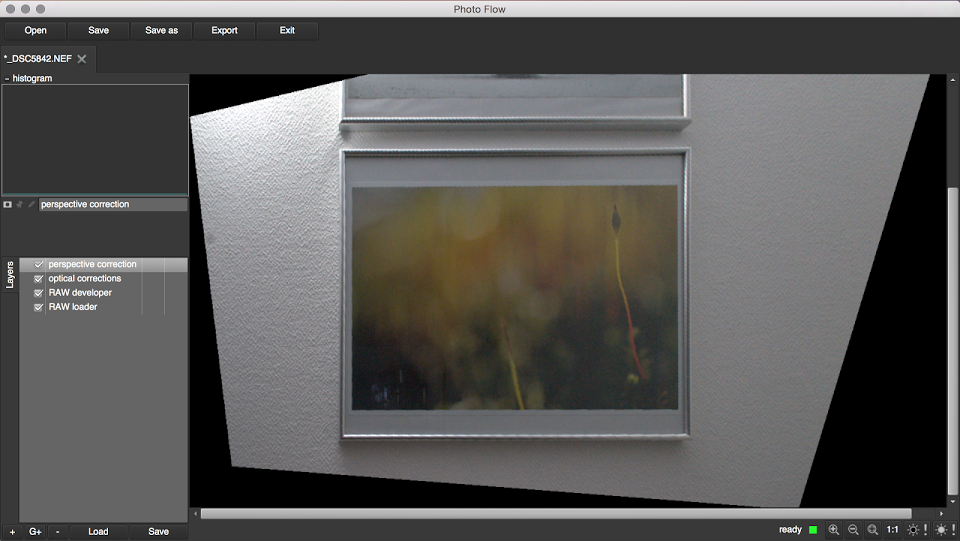 Photo Flow
Open Save Save as Export Exit
*_DSC5842.NEF
- histogram
perspective correction
Layers
perspective correction
optical corrections
RAW developer
RAW loader
+ G+ - Load Save
ready 1:1 ! !